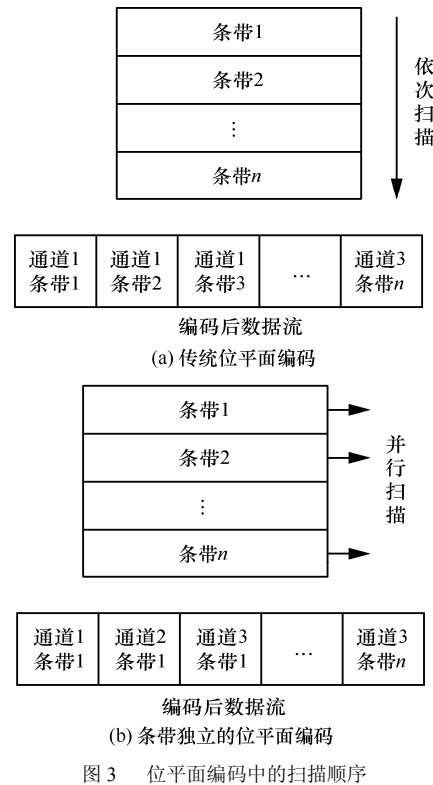 条带1
条带2
⋮
条带n
依次扫描
通道1 通道1 通道1 … 通道3
条带1 条带2 条带3 条带n
编码后数据流
(a) 传统位平面编码
条带1
条带2
⋮
条带n
并行扫描
通道1 通道2 通道3 … 通道3
条带1 条带1 条带1 条带n
编码后数据流
(b) 条带独立的位平面编码
图 3 位平面编码中的扫描顺序